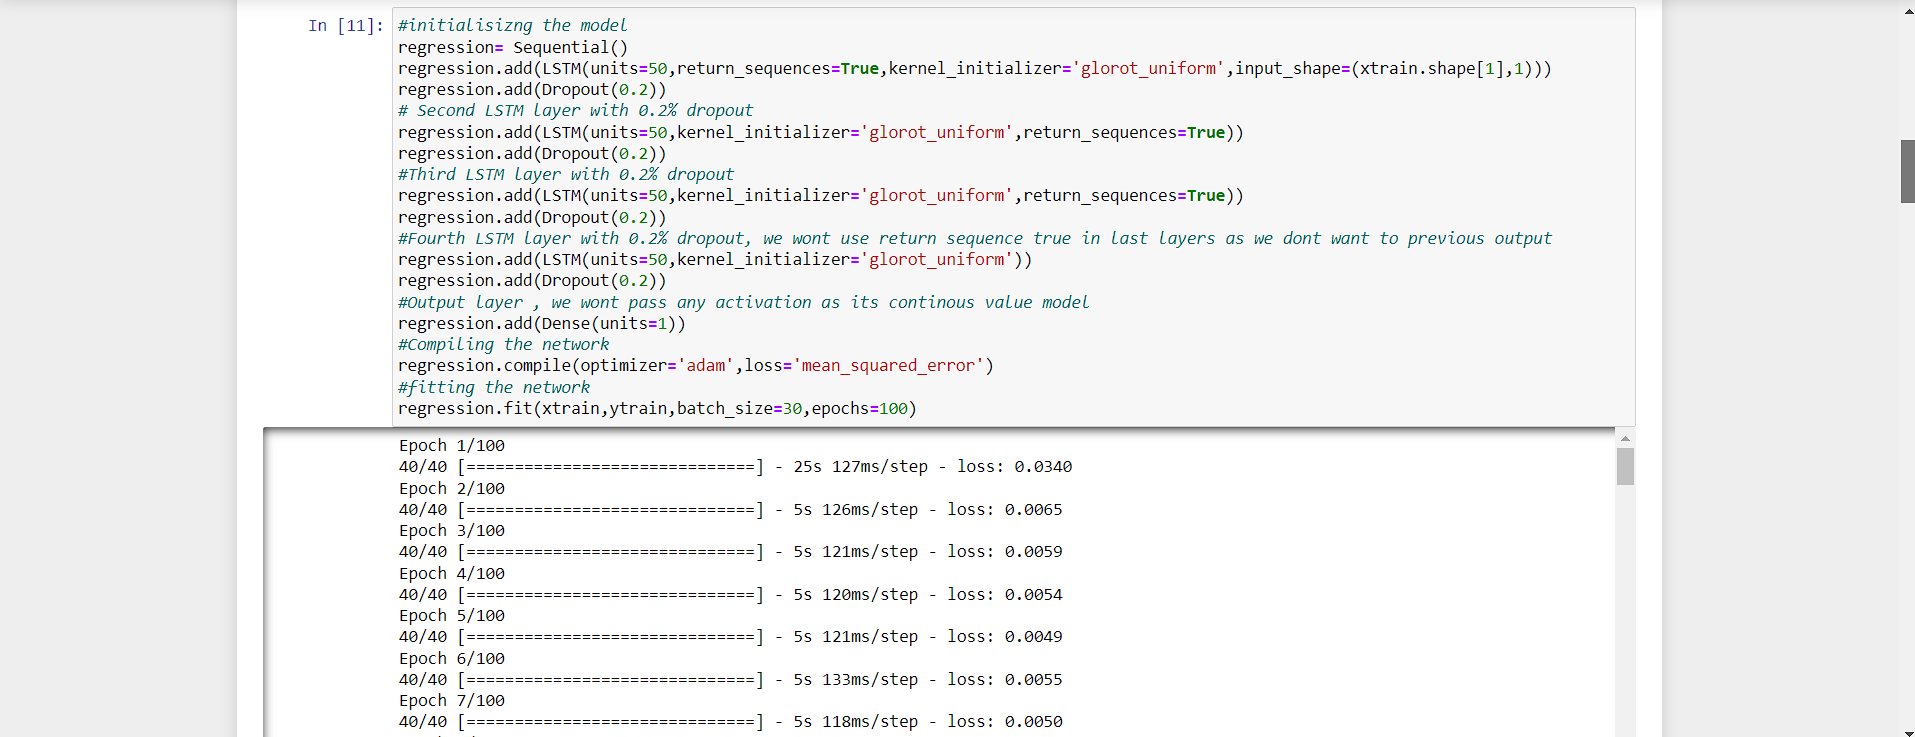 In [11]:
#initialisizng the model
regression= Sequential()
regression.add(LSTM(units=50,return_sequences=True,kernel_initializer='glorot_uniform',input_shape=(xtrain.shape[1],1)))
regression.add(Dropout(0.2))
# Second LSTM layer with 0.2% dropout
regression.add(LSTM(units=50,kernel_initializer='glorot_uniform',return_sequences=True))
regression.add(Dropout(0.2))
#Third LSTM layer with 0.2% dropout
regression.add(LSTM(units=50,kernel_initializer='glorot_uniform',return_sequences=True))
regression.add(Dropout(0.2))
#Fourth LSTM layer with 0.2% dropout, we wont use return sequence true in last layers as we dont want to previous output
regression.add(LSTM(units=50,kernel_initializer='glorot_uniform'))
regression.add(Dropout(0.2))
#Output layer , we wont pass any activation as its continous value model
regression.add(Dense(units=1))
#Compiling the network
regression.compile(optimizer='adam',loss='mean_squared_error')
#fitting the network
regression.fit(xtrain,ytrain,batch_size=30,epochs=100)
Epoch 1/100
40/40 [==============================] - 25s 127ms/step - loss: 0.0340
Epoch 2/100
40/40 [==============================] - 5s 126ms/step - loss: 0.0065
Epoch 3/100
40/40 [==============================] - 5s 121ms/step - loss: 0.0059
Epoch 4/100
40/40 [==============================] - 5s 120ms/step - loss: 0.0054
Epoch 5/100
40/40 [==============================] - 5s 121ms/step - loss: 0.0049
Epoch 6/100
40/40 [==============================] - 5s 133ms/step - loss: 0.0055
Epoch 7/100
40/40 [==============================] - 5s 118ms/step - loss: 0.0050